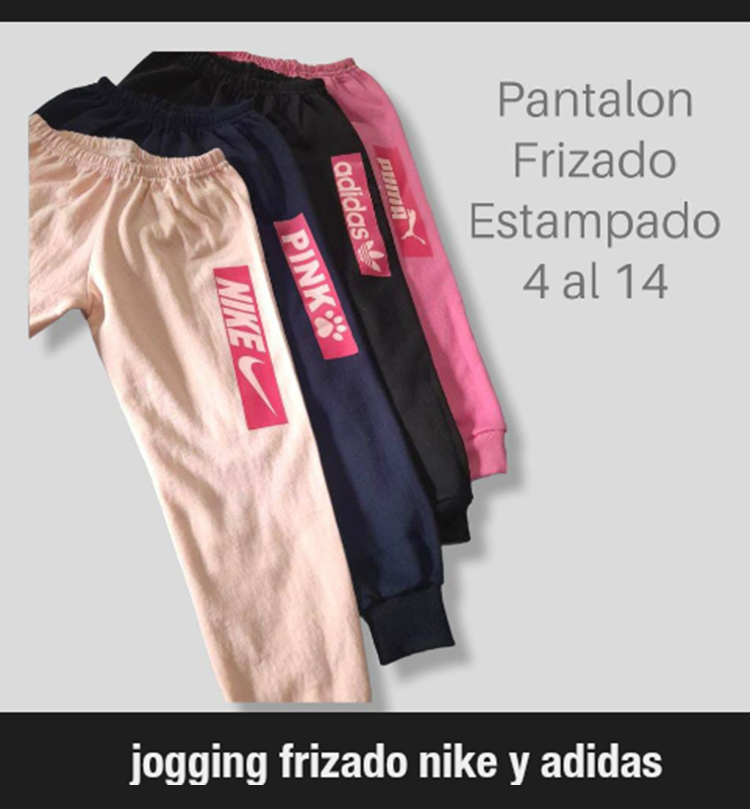 Pantalon
Frizado
Estampado
4 al 14
NIKE
PINK
adidas
PUMA
jogging frizado nike y adidas